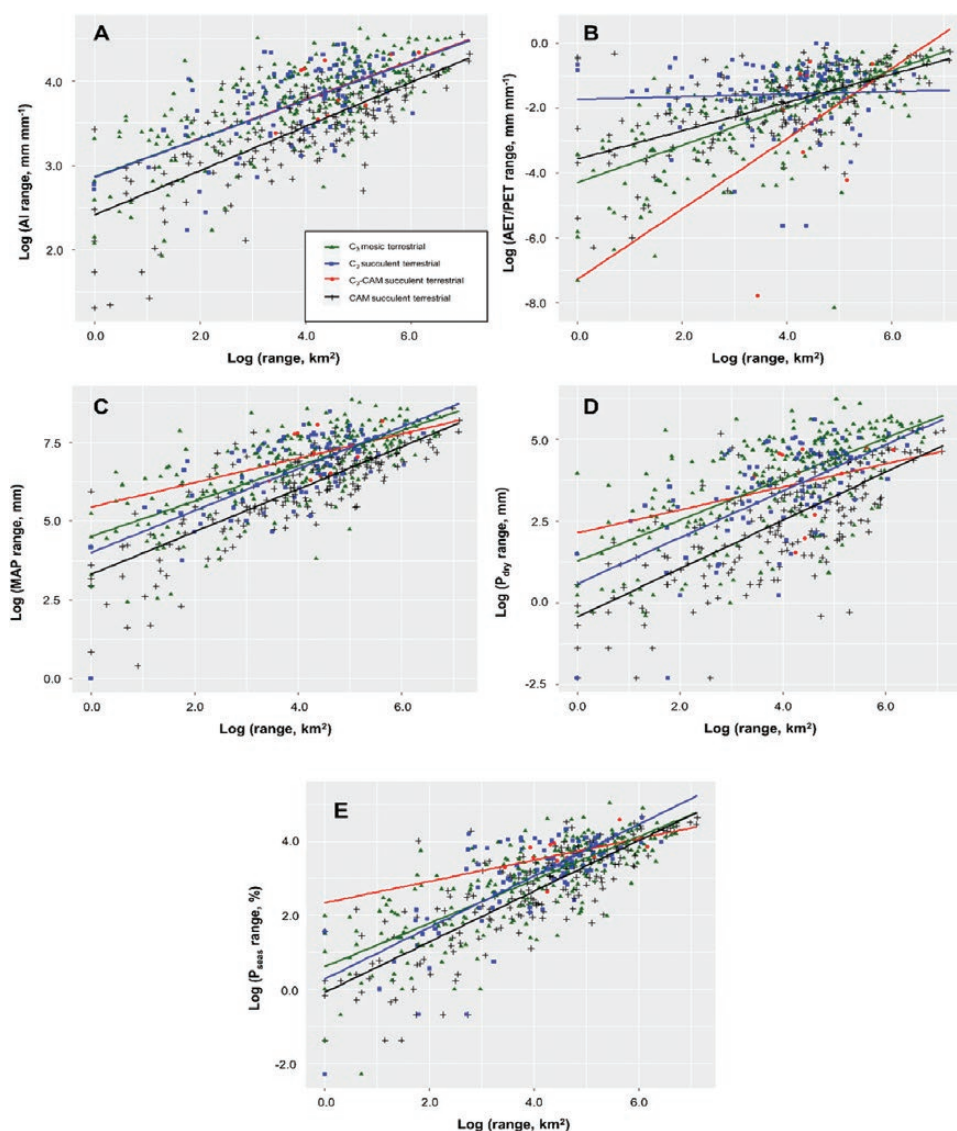 A
4.0
3.0
2.0
Log (AI range, mm mm⁻¹)
C₃ mesic terrestrial
C₃ succulent terrestrial
C₃-CAM succulent terrestrial
CAM succulent terrestrial
0.0 2.0 4.0 6.0
Log (range, km²)
B
0.0
-2.0
-4.0
-6.0
-8.0
Log (AET/PET range, mm mm⁻¹)
0.0 2.0 4.0 6.0
Log (range, km²)
C
7.5
5.0
2.5
0.0
Log (MAP range, mm)
0.0 2.0 4.0 6.0
Log (range, km²)
D
5.0
2.5
0.0
-2.5
Log (P_dry range, mm)
0.0 2.0 4.0 6.0
Log (range, km²)
E
4.0
2.0
0.0
-2.0
Log (P_seas range, %)
0.0 2.0 4.0 6.0
Log (range, km²)